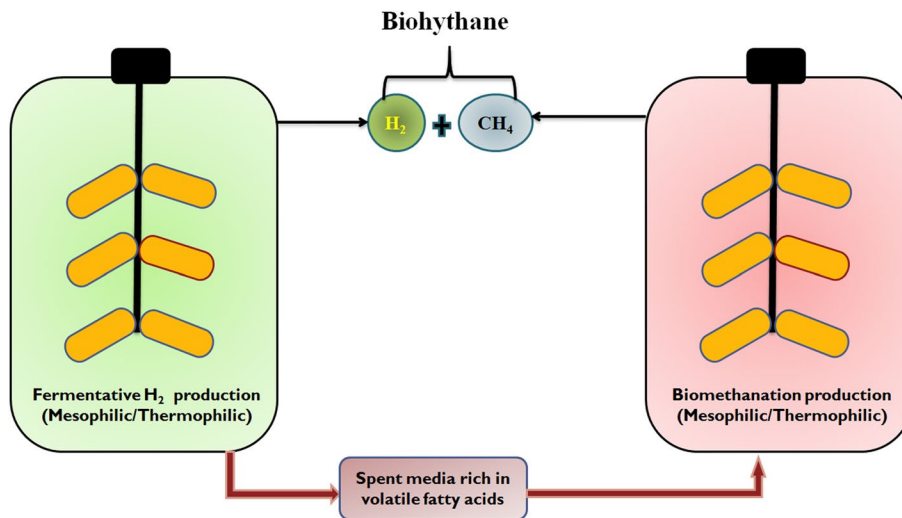 Biohythane
H₂ + CH₄
Fermentative H₂ production
(Mesophilic/Thermophilic)
Biomethanation production
(Mesophilic/Thermophilic)
Spent media rich in
volatile fatty acids